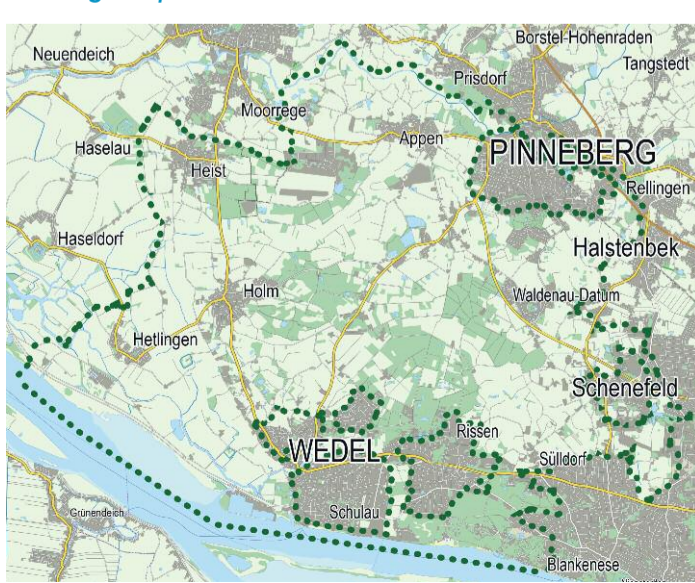 Borstel-Hohenraden
Neuendeich
Tangstedt
Prisdorf
Moorrege
Appen
Haselau
PINNEBERG
Heist
Rellingen
Haseldorf
Halstenbek
Holm
Waldenau-Datum
Hetlingen
Schenefeld
Rissen
WEDEL
Sülldorf
Schulau
Grünendeich
Blankenese